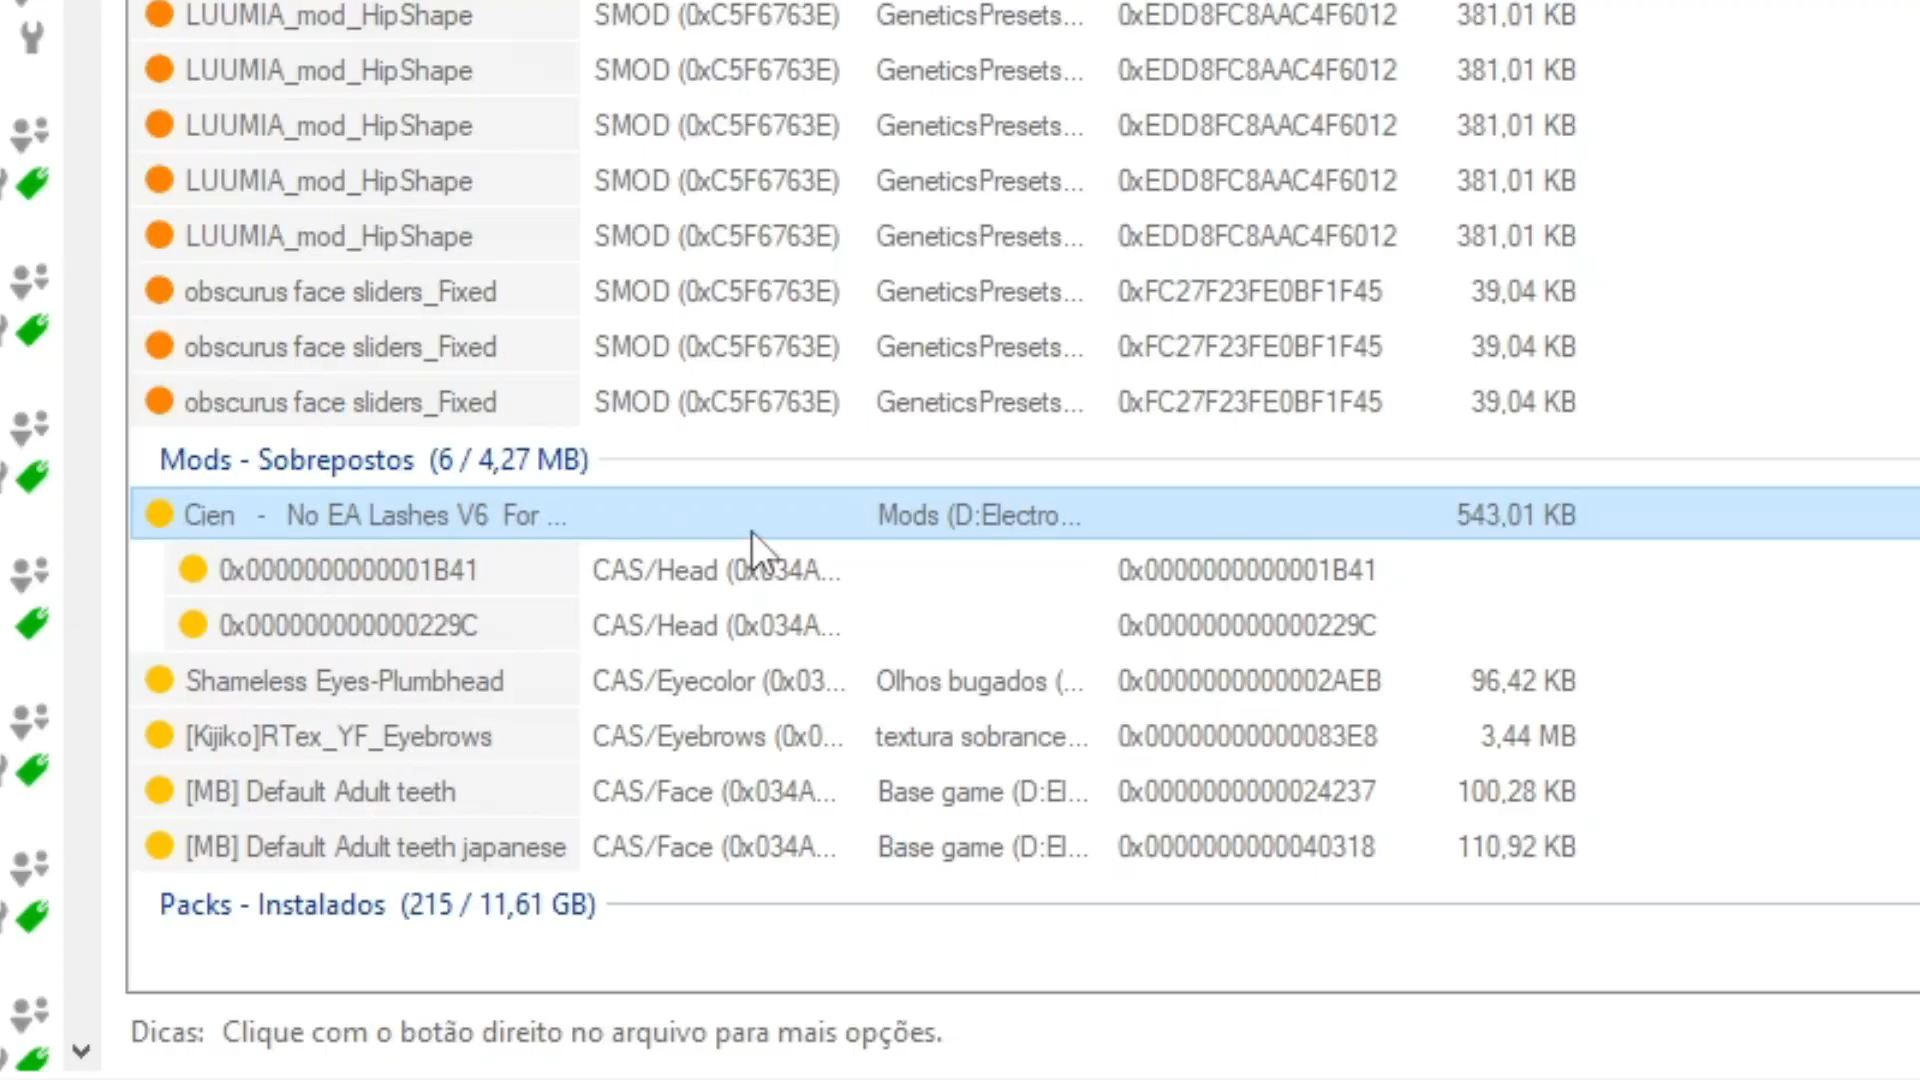 LUUMIA_mod_HipShape SMOD (0xC5F6763E) GeneticsPresets... 0xEDD8FC8AAC4F6012 381,01 KB
LUUMIA_mod_HipShape SMOD (0xC5F6763E) GeneticsPresets... 0xEDD8FC8AAC4F6012 381,01 KB
LUUMIA_mod_HipShape SMOD (0xC5F6763E) GeneticsPresets... 0xEDD8FC8AAC4F6012 381,01 KB
LUUMIA_mod_HipShape SMOD (0xC5F6763E) GeneticsPresets... 0xEDD8FC8AAC4F6012 381,01 KB
LUUMIA_mod_HipShape SMOD (0xC5F6763E) GeneticsPresets... 0xEDD8FC8AAC4F6012 381,01 KB
obscurus face sliders_Fixed SMOD (0xC5F6763E) GeneticsPresets... 0xFC27F23FE0BF1F45 39,04 KB
obscurus face sliders_Fixed SMOD (0xC5F6763E) GeneticsPresets... 0xFC27F23FE0BF1F45 39,04 KB
obscurus face sliders_Fixed SMOD (0xC5F6763E) GeneticsPresets... 0xFC27F23FE0BF1F45 39,04 KB
Mods - Sobrepostos (6 / 4,27 MB)
Cien - No EA Lashes V6 For ... Mods (D:Electro... 543,01 KB
0x0000000000001B41 CAS/Head (0x034A... 0x0000000000001B41
0x000000000000229C CAS/Head (0x034A... 0x000000000000229C
Shameless Eyes-Plumbhead CAS/Eyecolor (0x03... Olhos bugados (... 0x0000000000002AEB 96,42 KB
[Kijiko]RTex_YF_Eyebrows CAS/Eyebrows (0x0... textura sobrance... 0x00000000000083E8 3,44 MB
[MB] Default Adult teeth CAS/Face (0x034A... Base game (D:El... 0x0000000000024237 100,28 KB
[MB] Default Adult teeth japanese CAS/Face (0x034A... Base game (D:El... 0x0000000000040318 110,92 KB
Packs - Instalados (215 / 11,61 GB)
Dicas: Clique com o botão direito no arquivo para mais opções.